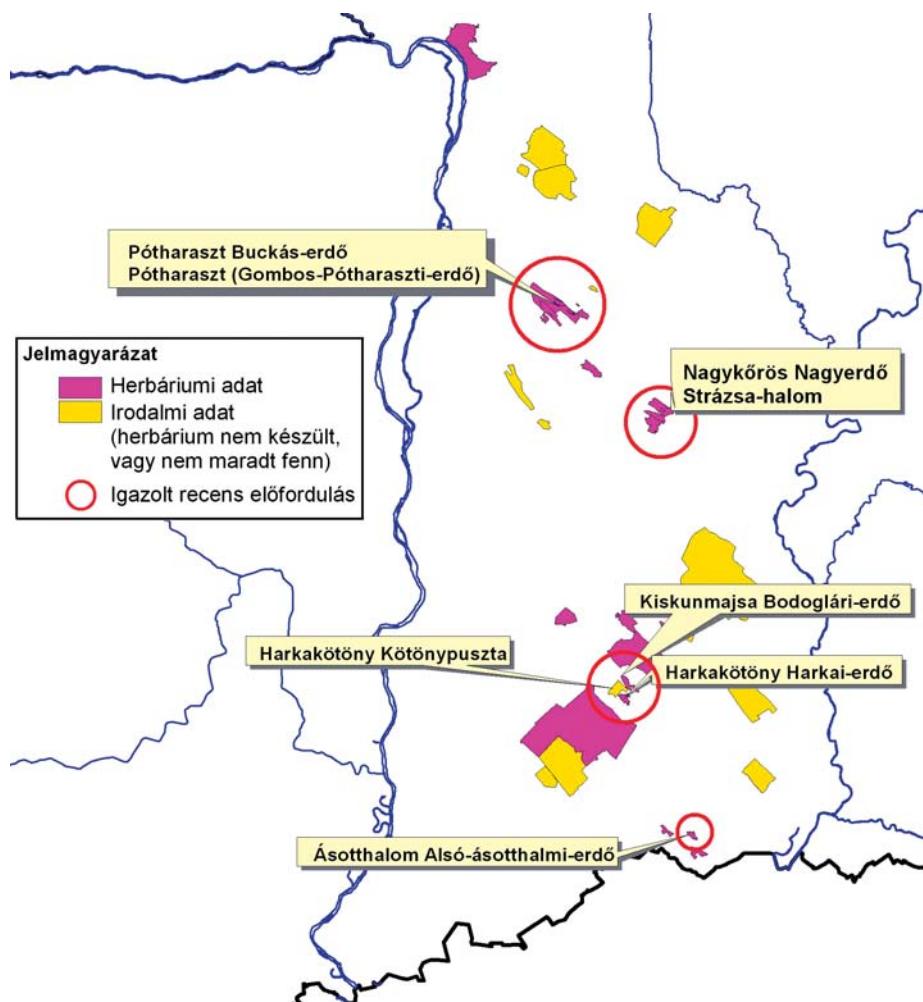 Pótharaszt Buckás-erdő
Pótharaszt (Gombos-Pótharaszti-erdő)
Jelmagyarázat
Herbáriumi adat
Irodalmi adat
(herbárium nem készült,
vagy nem maradt fenn)
Igazolt recens előfordulás
Nagykőrös Nagyerdő
Strázsa-halom
Kiskunmajsa Bodoglári-erdő
Harkakötöny Kötönypuszta
Harkakötöny Harkai-erdő
Ásotthalom Alsó-ásotthalmi-erdő